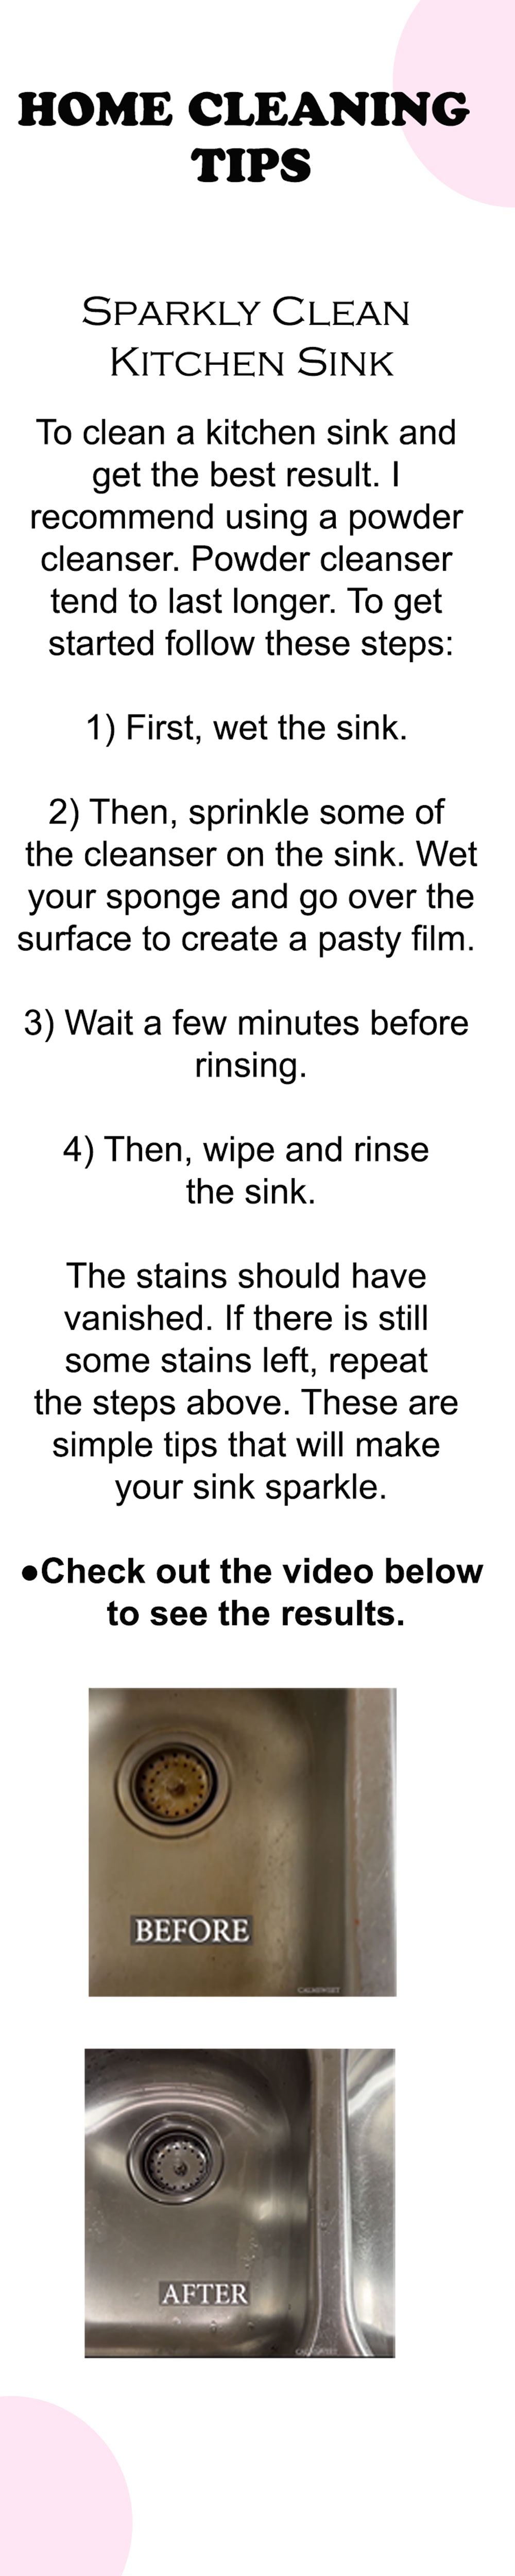 HOME CLEANING
TIPS
Sparkly Clean
Kitchen Sink
To clean a kitchen sink and
get the best result. I
recommend using a powder
cleanser. Powder cleanser
tend to last longer. To get
started follow these steps:
1) First, wet the sink.
2) Then, sprinkle some of
the cleanser on the sink. Wet
your sponge and go over the
surface to create a pasty film.
3) Wait a few minutes before
rinsing.
4) Then, wipe and rinse
the sink.
The stains should have
vanished. If there is still
some stains left, repeat
the steps above. These are
simple tips that will make
your sink sparkle.
●Check out the video below
to see the results.
BEFORE
AFTER